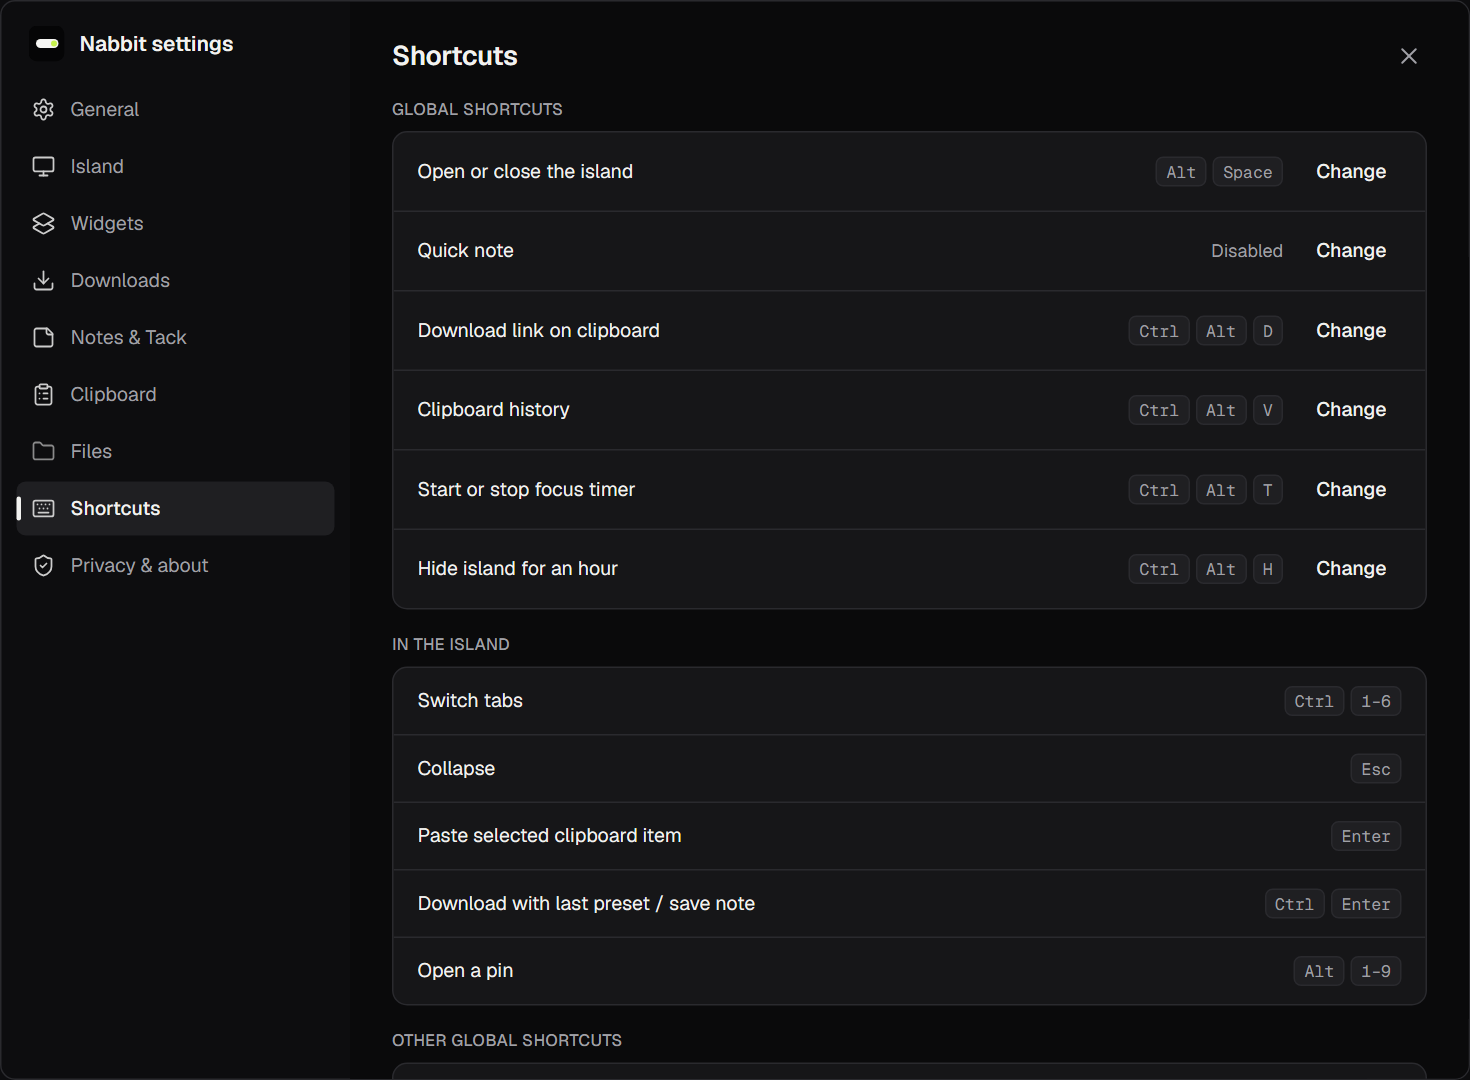 Nabbit settings
General
Island
Widgets
Downloads
Notes & Tack
Clipboard
Files
Shortcuts
Privacy & about
Shortcuts
GLOBAL SHORTCUTS
Open or close the island Alt Space Change
Quick note Disabled Change
Download link on clipboard Ctrl Alt D Change
Clipboard history Ctrl Alt V Change
Start or stop focus timer Ctrl Alt T Change
Hide island for an hour Ctrl Alt H Change
IN THE ISLAND
Switch tabs Ctrl 1-6
Collapse Esc
Paste selected clipboard item Enter
Download with last preset / save note Ctrl Enter
Open a pin Alt 1-9
OTHER GLOBAL SHORTCUTS